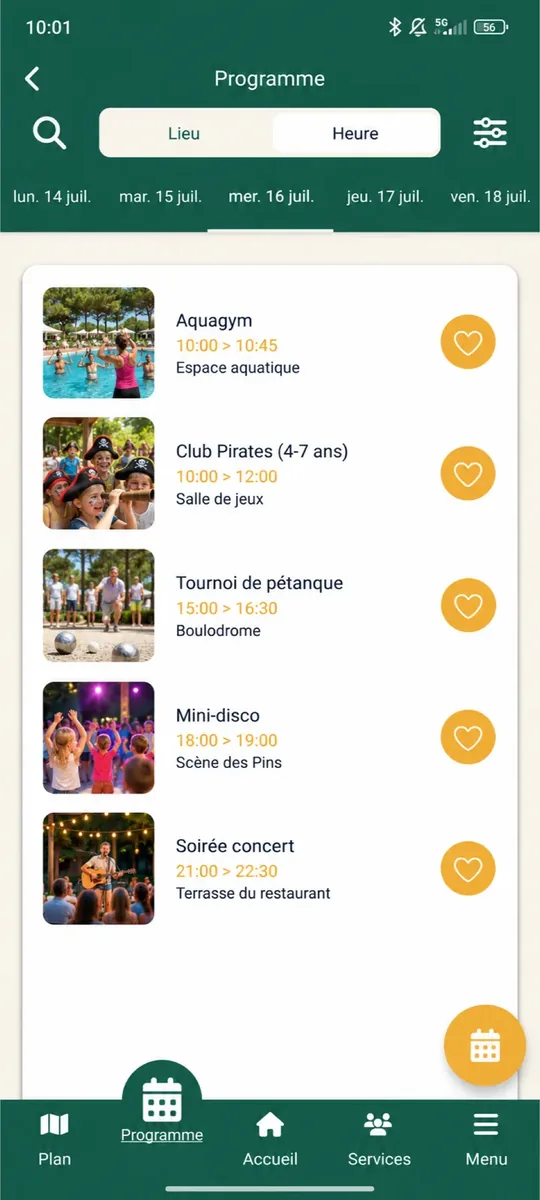 10:01
5G
56
Programme
Lieu
Heure
lun. 14 juil.
mar. 15 juil.
mer. 16 juil.
jeu. 17 juil.
ven. 18 juil.
Aquagym
10:00 > 10:45
Espace aquatique
Club Pirates (4-7 ans)
10:00 > 12:00
Salle de jeux
Tournoi de pétanque
15:00 > 16:30
Boulodrome
Mini-disco
18:00 > 19:00
Scène des Pins
Soirée concert
21:00 > 22:30
Terrasse du restaurant
Plan
Programme
Accueil
Services
Menu